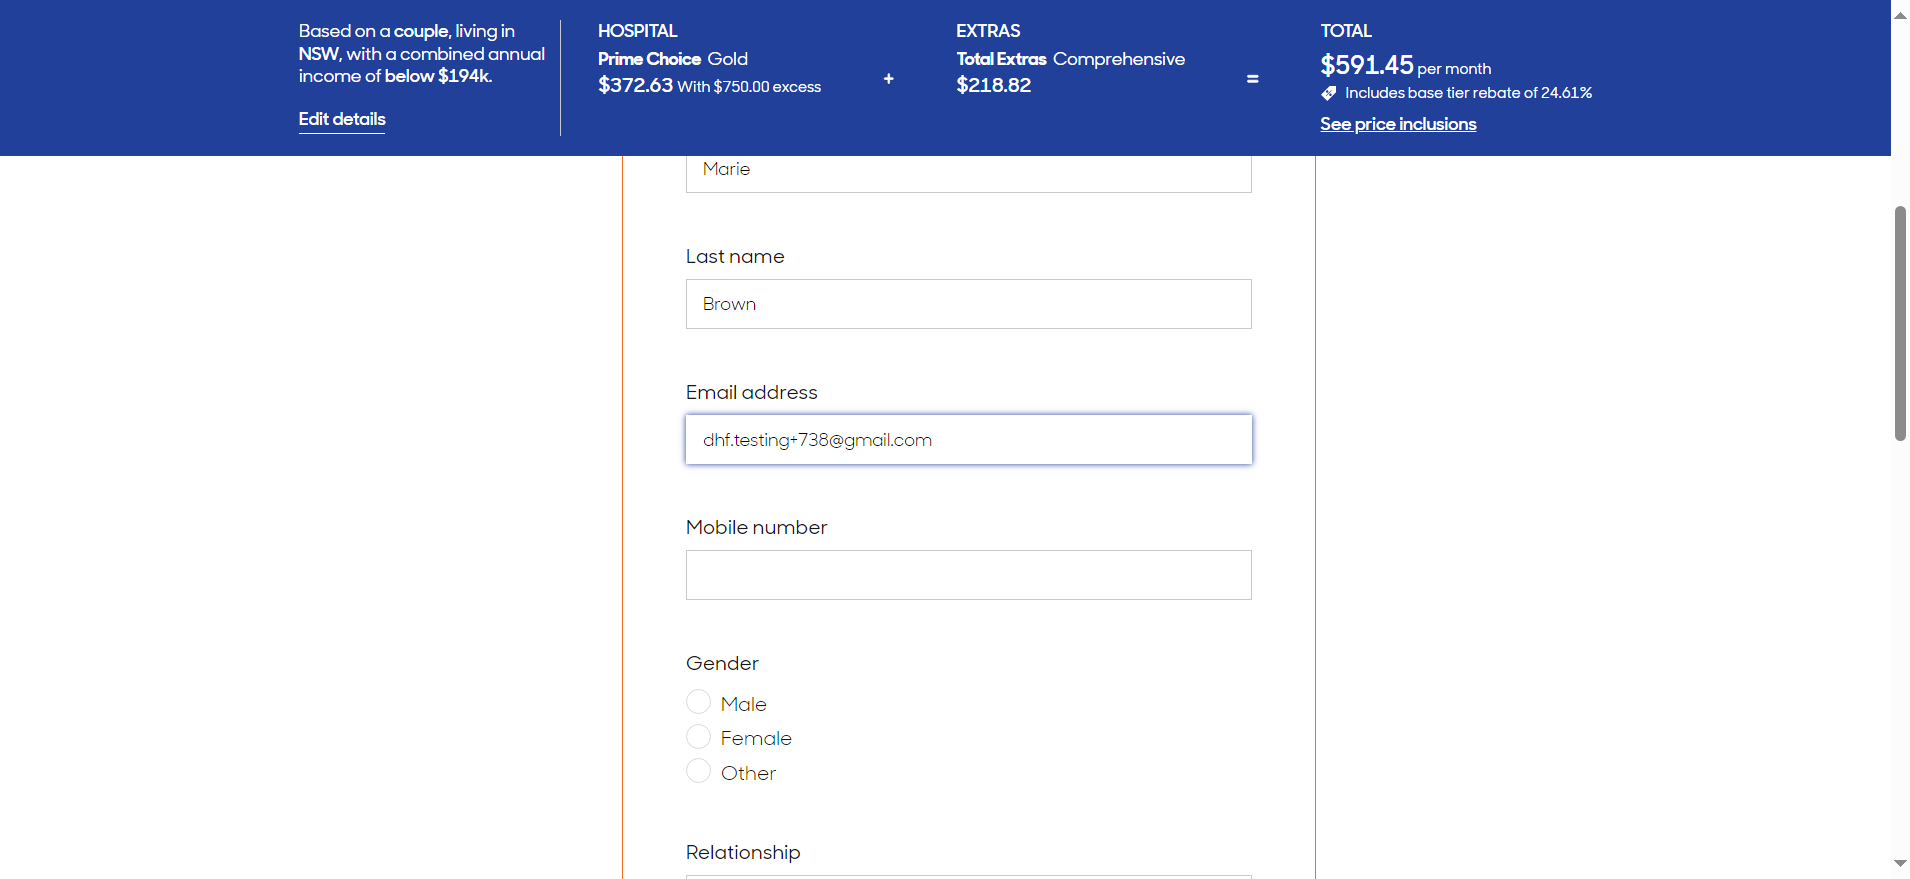 Based on a couple, living in
NSW, with a combined annual
income of below $194k.
Edit details
HOSPITAL
Prime Choice Gold
$372.63 With $750.00 excess
+
EXTRAS
Total Extras Comprehensive
$218.82
=
TOTAL
$591.45 per month
Includes base tier rebate of 24.61%
See price inclusions
Marie
Last name
Brown
Email address
dhf.testing+738@gmail.com
Mobile number
Gender
Male
Female
Other
Relationship